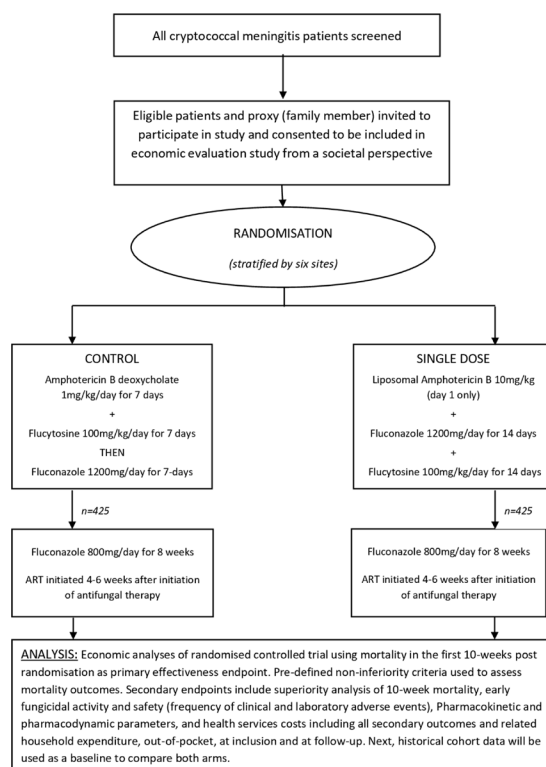 All cryptococcal meningitis patients screened
Eligible patients and proxy (family member) invited to
participate in study and consented to be included in
economic evaluation study from a societal perspective
RANDOMISATION
(stratified by six sites)
CONTROL
Amphotericin B deoxycholate
1mg/kg/day for 7 days
+
Flucytosine 100mg/kg/day for 7 days
THEN
Fluconazole 1200mg/day for 7-days
SINGLE DOSE
Liposomal Amphotericin B 10mg/kg
(day 1 only)
+
Fluconazole 1200mg/day for 14 days
+
Flucytosine 100mg/kg/day for 14 days
n=425
n=425
Fluconazole 800mg/day for 8 weeks
ART initiated 4-6 weeks after initiation
of antifungal therapy
Fluconazole 800mg/day for 8 weeks
ART initiated 4-6 weeks after initiation
of antifungal therapy
ANALYSIS: Economic analyses of randomised controlled trial using mortality in the first 10-weeks post
randomisation as primary effectiveness endpoint. Pre-defined non-inferiority criteria used to assess
mortality outcomes. Secondary endpoints include superiority analysis of 10-week mortality, early
fungicidal activity and safety (frequency of clinical and laboratory adverse events), Pharmacokinetic and
pharmacodynamic parameters, and health services costs including all secondary outcomes and related
household expenditure, out-of-pocket, at inclusion and at follow-up. Next, historical cohort data will be
used as a baseline to compare both arms.